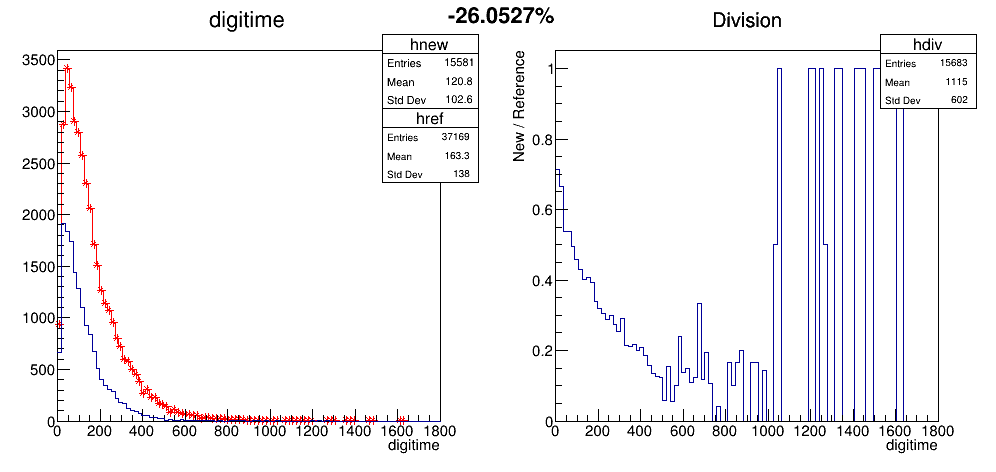 -26.0527%
digitime
hnew
Entries 15581
Mean 120.8
Std Dev 102.6
href
Entries 37169
Mean 163.3
Std Dev 138
3500
3000
2500
2000
1500
1000
500
0
0 200 400 600 800 1000 1200 1400 1600 1800
digitime
Division
hdiv
Entries 15683
Mean 1115
Std Dev 602
New / Reference
1
0.8
0.6
0.4
0.2
0
0 200 400 600 800 1000 1200 1400 1600 1800
digitime